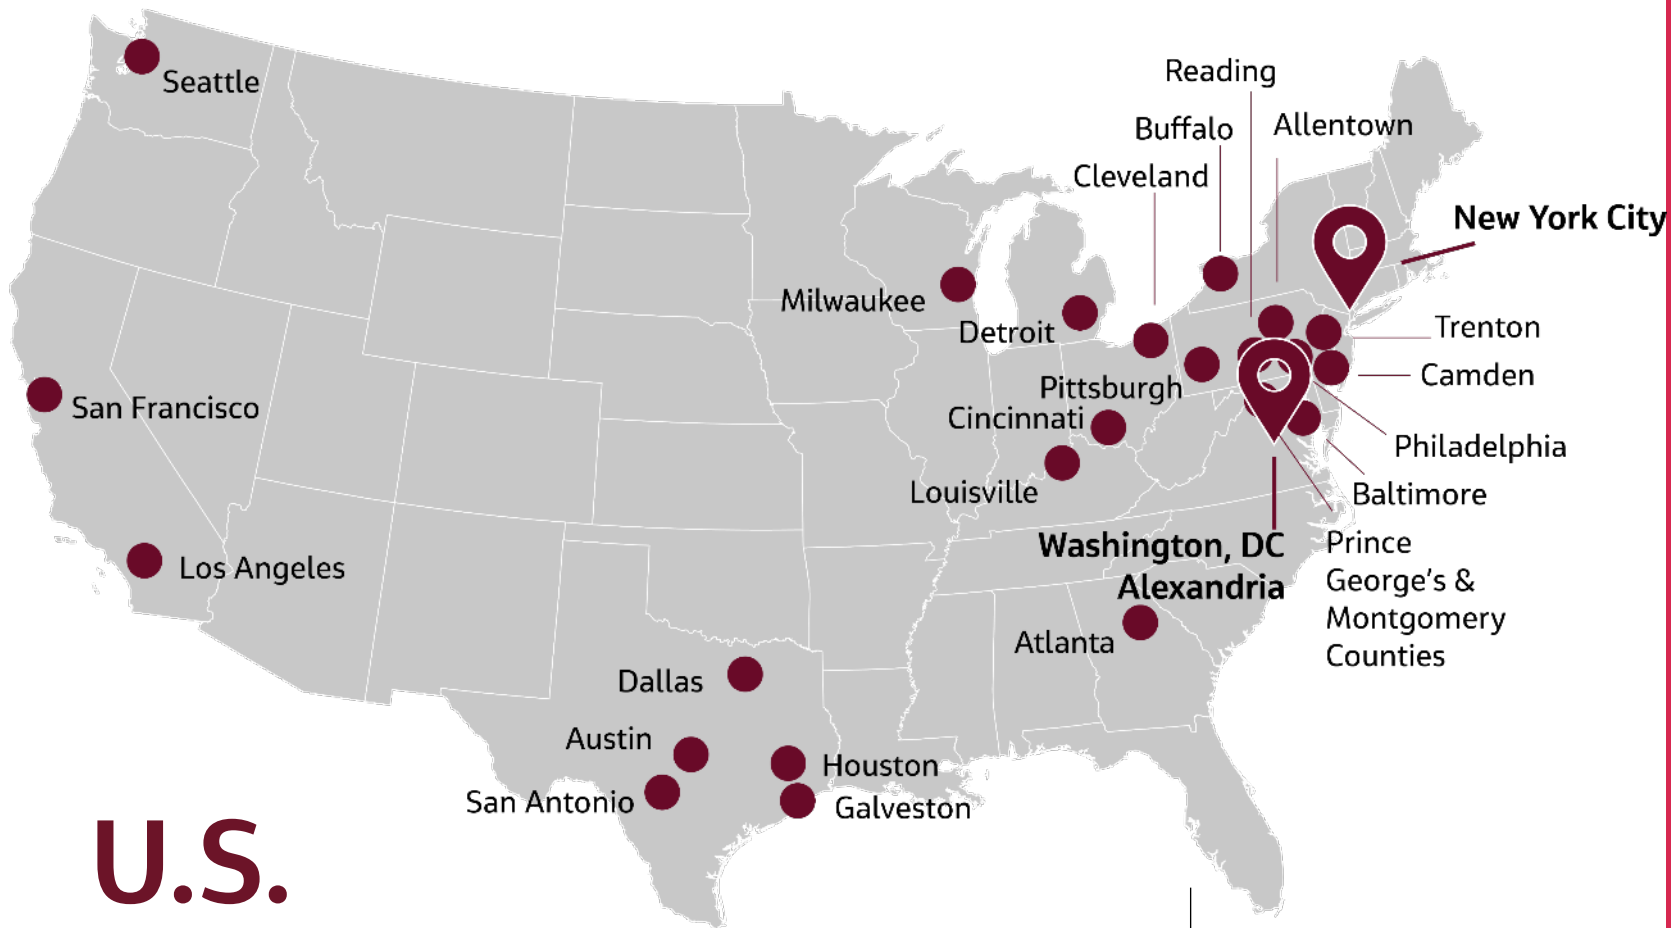 Seattle
Reading
Buffalo
Allentown
Cleveland
New York City
Milwaukee
Detroit
Trenton
Pittsburgh
Camden
San Francisco
Cincinnati
Philadelphia
Louisville
Baltimore
Washington, DC
Alexandria
Prince
George’s &
Montgomery
Counties
Los Angeles
Atlanta
Dallas
Austin
Houston
San Antonio
Galveston
U.S.